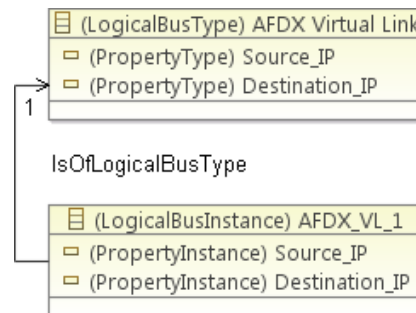 (LogicalBusType) AFDX Virtual Link
(PropertyType) Source_IP
(PropertyType) Destination_IP
1
IsOfLogicalBusType
(LogicalBusInstance) AFDX_VL_1
(PropertyInstance) Source_IP
(PropertyInstance) Destination_IP